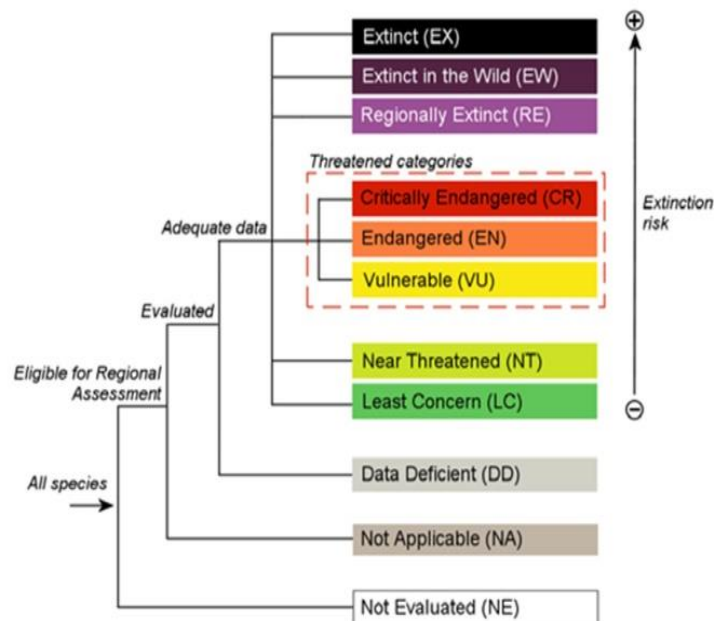 Extinct (EX)
Extinct in the Wild (EW)
Regionally Extinct (RE)
Threatened categories
Critically Endangered (CR)
Extinction
risk
Adequate data
Endangered (EN)
Vulnerable (VU)
Evaluated
Near Threatened (NT)
Eligible for Regional
Assessment
Least Concern (LC)
All species
Data Deficient (DD)
Not Applicable (NA)
Not Evaluated (NE)